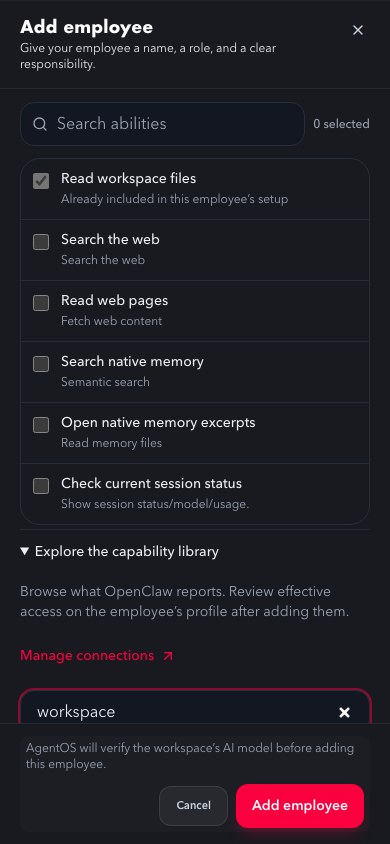 Add employee
Give your employee a name, a role, and a clear
responsibility.
Search abilities
0 selected
Read workspace files
Already included in this employee's setup
Search the web
Search the web
Read web pages
Fetch web content
Search native memory
Semantic search
Open native memory excerpts
Read memory files
Check current session status
Show session status/model/usage.
Explore the capability library
Browse what OpenClaw reports. Review effective
access on the employee's profile after adding them.
Manage connections
workspace
AgentOS will verify the workspace's AI model before adding
this employee.
Cancel
Add employee